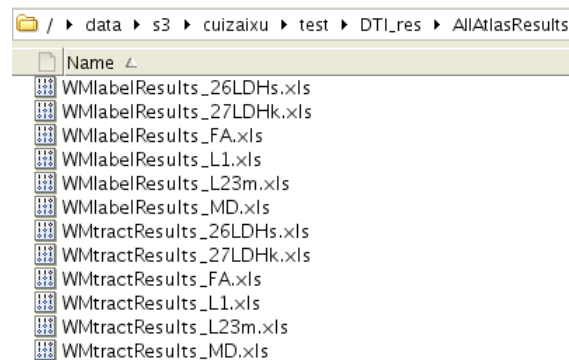 / data s3 cuizaixu test DTI_res AllAtlasResults
Name
WMlabelResults_26LDHs.xls
WMlabelResults_27LDHk.xls
WMlabelResults_FA.xls
WMlabelResults_L1.xls
WMlabelResults_L23m.xls
WMlabelResults_MD.xls
WMtractResults_26LDHs.xls
WMtractResults_27LDHk.xls
WMtractResults_FA.xls
WMtractResults_L1.xls
WMtractResults_L23m.xls
WMtractResults_MD.xls